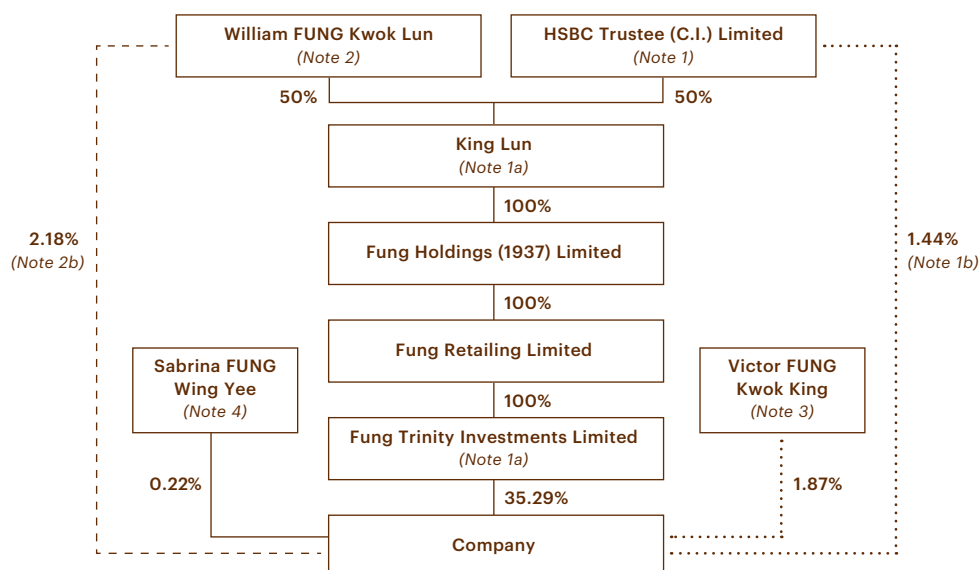 William FUNG Kwok Lun
(Note 2)
HSBC Trustee (C.I.) Limited
(Note 1)
50%
50%
King Lun
(Note 1a)
100%
Fung Holdings (1937) Limited
2.18%
(Note 2b)
1.44%
(Note 1b)
100%
Fung Retailing Limited
Sabrina FUNG
Wing Yee
(Note 4)
Victor FUNG
Kwok King
(Note 3)
100%
Fung Trinity Investments Limited
(Note 1a)
0.22%
35.29%
1.87%
Company